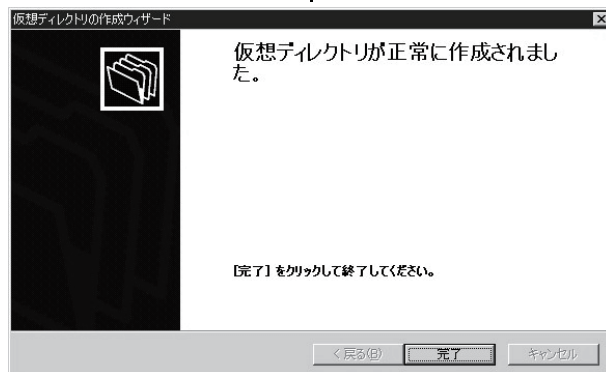 仮想ディレクトリの作成ウィザード
仮想ディレクトリが正常に作成されまし
た。
[完了] をクリックして終了してください。
< 戻る(B)
完了
キャンセル